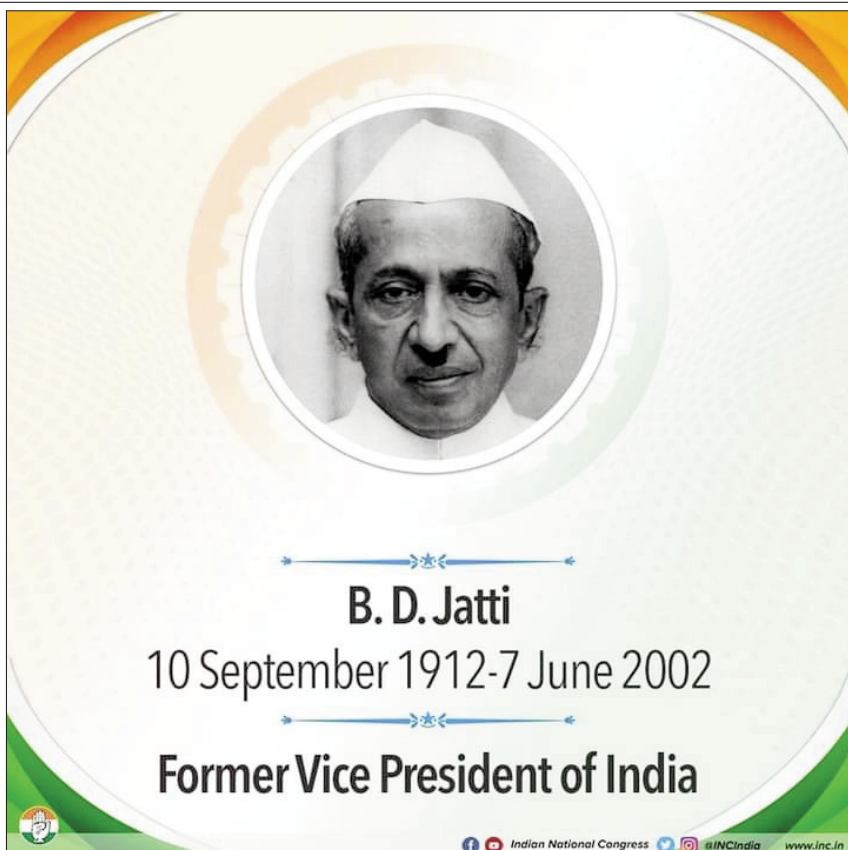 B. D. Jatti
10 September 1912-7 June 2002
Former Vice President of India
Indian National Congress @INCIndia www.inc.in